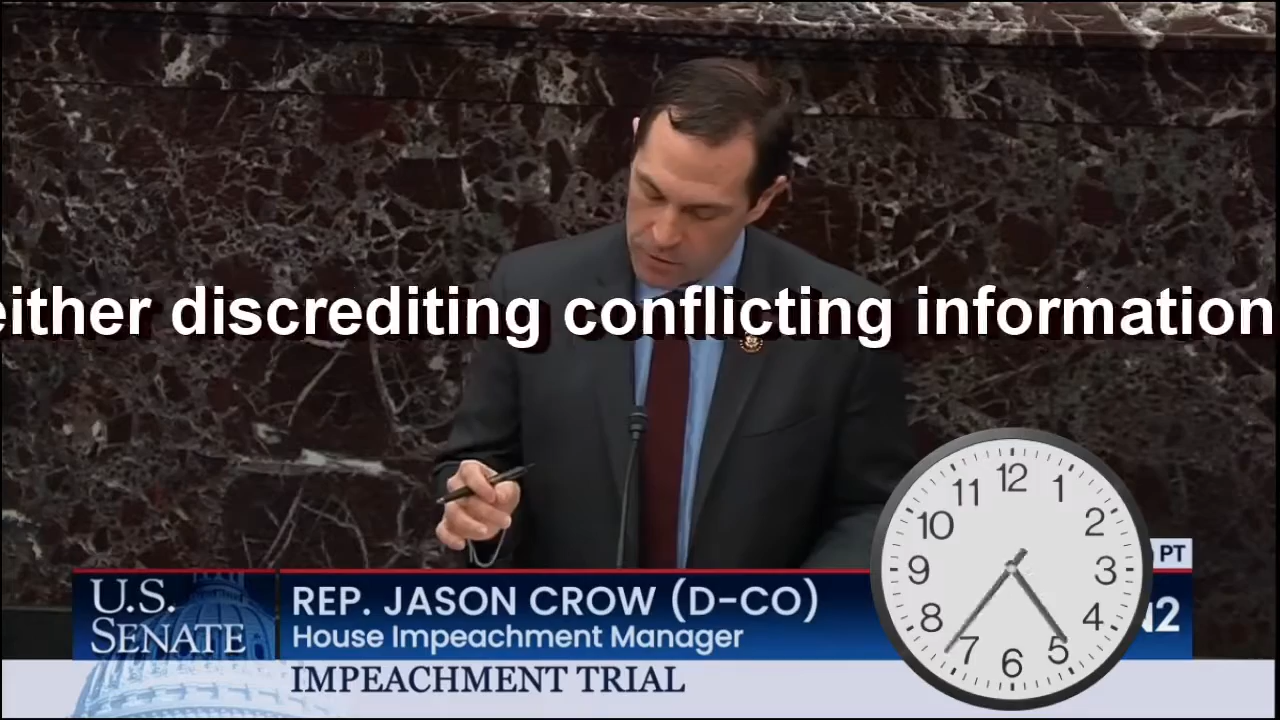 either discrediting conflicting information
12
11 1
10 2
9 3
8 4
7 5
6
PT
U.S.
SENATE
REP. JASON CROW (D-CO)
House Impeachment Manager
IMPEACHMENT TRIAL